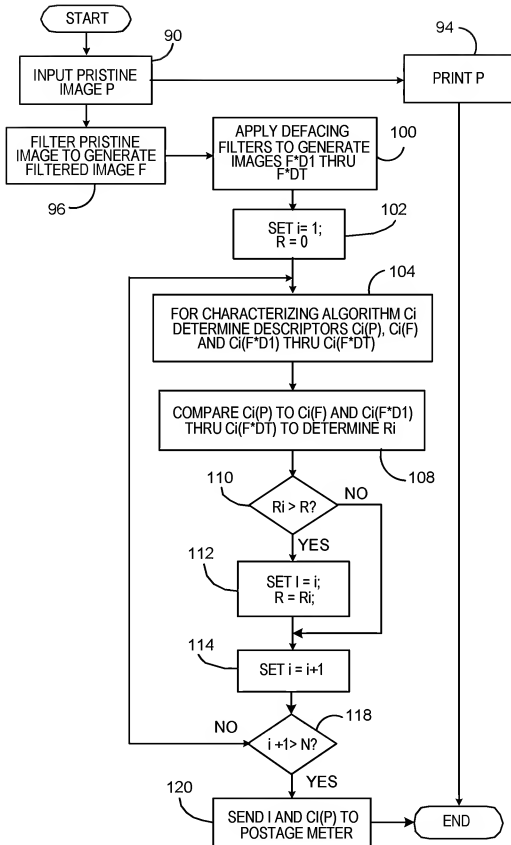 START
90
INPUT PRISTINE
IMAGE P
94
PRINT P
FILTER PRISTINE
IMAGE TO GENERATE
FILTERED IMAGE F
96
APPLY DEFACING
FILTERS TO GENERATE
IMAGES F*D1 THRU
F*DT
100
SET i= 1;
R = 0
102
104
FOR CHARACTERIZING ALGORITHM Ci
DETERMINE DESCRIPTORS Ci(P), Ci(F)
AND Ci(F*D1) THRU Ci(F*DT)
COMPARE Ci(P) TO Ci(F) AND Ci(F*D1)
THRU Ci(F*DT) TO DETERMINE Ri
108
110
Ri > R?
NO
YES
112
SET I = i;
R = Ri;
114
SET i = i+1
118
NO
i +1> N?
YES
120
SEND I AND CI(P) TO
POSTAGE METER
END